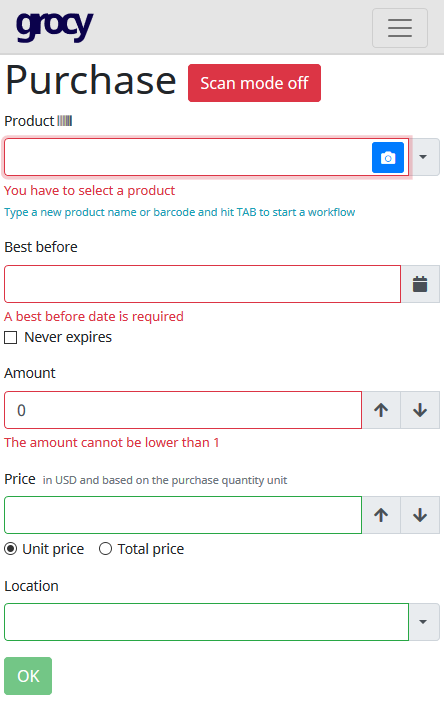 grocy
Purchase Scan mode off
Product
You have to select a product
Type a new product name or barcode and hit TAB to start a workflow
Best before
A best before date is required
Never expires
Amount
0
The amount cannot be lower than 1
Price in USD and based on the purchase quantity unit
Unit price Total price
Location
OK